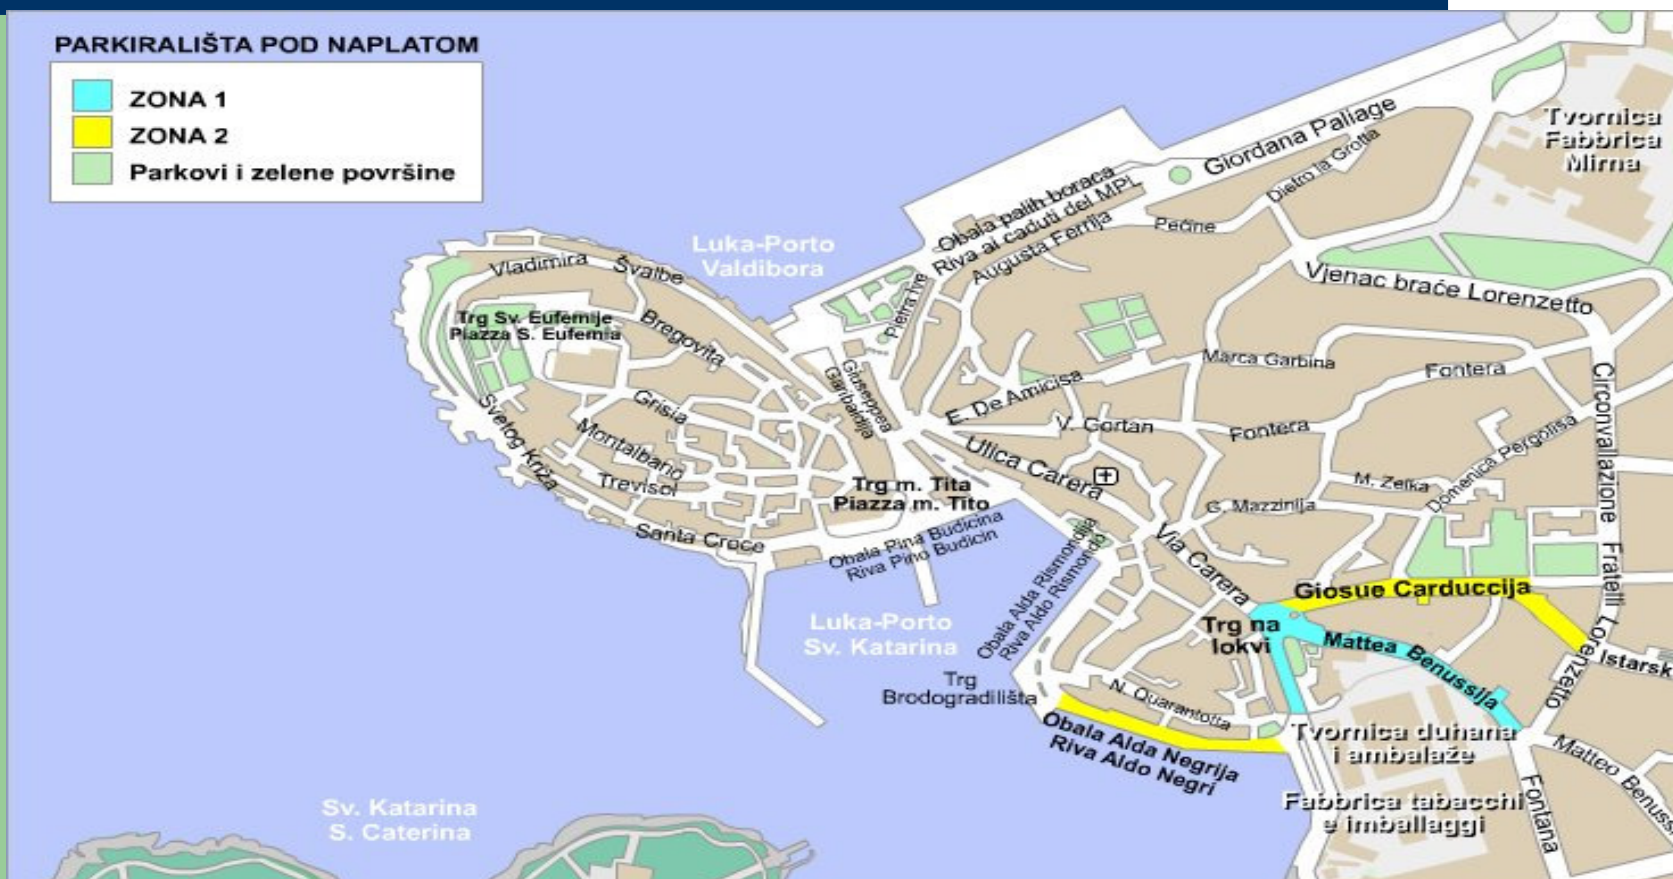 PARKIRALIŠTA POD NAPLATOM
ZONA 1
ZONA 2
Parkovi i zelene površine
Tvornica
Fabbrica
Mirna
Giordana Paliage
Dietro la Grotta
Obala palih boraca
Riva ai caduti del MPL
Augusta Ferrija
Pećine
Luka-Porto
Valdibora
Vladimira Švalbe
Pietra Ive
Vjenac braće Lorenzetto
Trg Sv. Eufemije
Piazza S. Eufemia
Bregovita
Giuseppea
Garibaldija
Marca Garbina
Fontera
E. De Amicisa
V. Gortan
Fontera
Grisia
Montalbano
Trevisol
Svetog Križa
Santa Croce
Ulica Carera
Via Carera
Trg m. Tita
Piazza m. Tito
M. Zelka
Domenica Pergolisa
G. Mazzinija
Circonvalazione Fratelli Lorenzetto
Obala Pina Budicina
Riva Pino Budicin
Obala Alda Rismondija
Riva Aldo Rismondo
Giosue Carduccija
Luka-Porto
Sv. Katarina
Trg na
lokvi
Mattea Benussija
Istarsk
Trg
Brodogradilišta
N. Quarantotta
Obala Alda Negrija
Riva Aldo Negri
Tvornica duhana
i ambalaže
Matteo Benuss
Fabbrica tabacchi
e imballaggi
Fontana
Sv. Katarina
S. Caterina